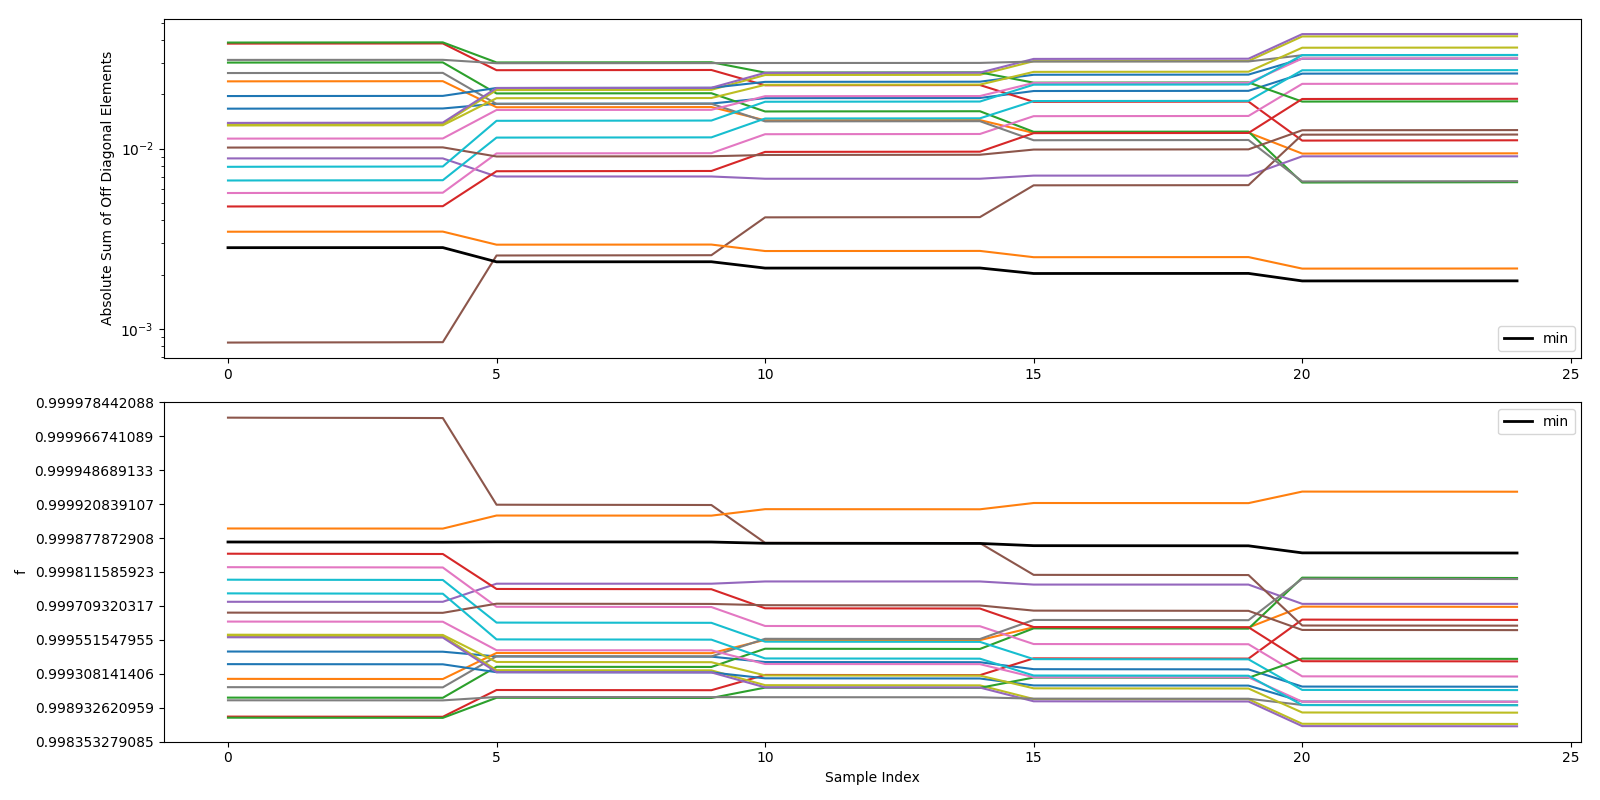 Absolute Sum of Off Diagonal Elements
10⁻²
10⁻³
min
0 5 10 15 20 25
f
0.999978442088
0.999966741089
0.999948689133
0.999920839107
0.999877872908
0.999811585923
0.999709320317
0.999551547955
0.999308141406
0.998932620959
0.998353279085
min
0 5 10 15 20 25
Sample Index